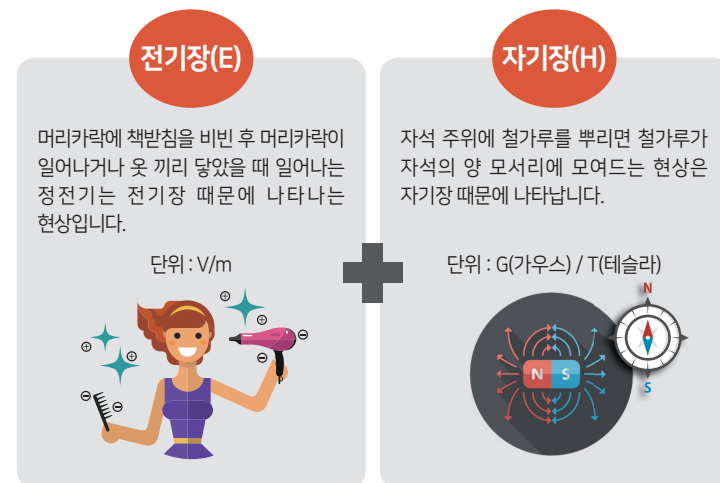 전기장(E)
머리카락에 책받침을 비빈 후 머리카락이
일어나거나 옷 끼리 닿았을 때 일어나는
정전기는 전기장 때문에 나타나는
현상입니다.
단위 : V/m
자기장(H)
자석 주위에 철가루를 뿌리면 철가루가
자석의 양 모서리에 모여드는 현상은
자기장 때문에 나타납니다.
단위 : G(가우스) / T(테슬라)
N
S
N S